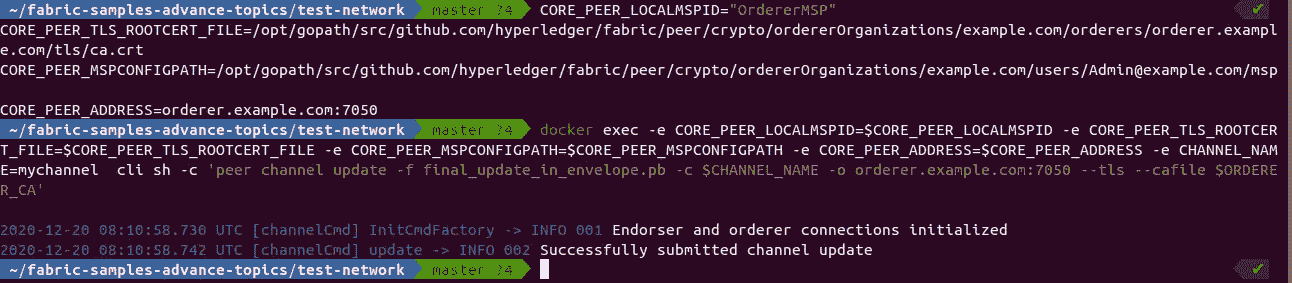 ~/fabric-samples-advance-topics/test-network master ?4 CORE_PEER_LOCALMSPID="OrdererMSP" ✔
CORE_PEER_TLS_ROOTCERT_FILE=/opt/gopath/src/github.com/hyperledger/fabric/peer/crypto/ordererOrganizations/example.com/orderers/orderer.exampl
e.com/tls/ca.crt
CORE_PEER_MSPCONFIGPATH=/opt/gopath/src/github.com/hyperledger/fabric/peer/crypto/ordererOrganizations/example.com/users/Admin@example.com/msp
CORE_PEER_ADDRESS=orderer.example.com:7050
~/fabric-samples-advance-topics/test-network master ?4 docker exec -e CORE_PEER_LOCALMSPID=$CORE_PEER_LOCALMSPID -e CORE_PEER_TLS_ROOTCER
T_FILE=$CORE_PEER_TLS_ROOTCERT_FILE -e CORE_PEER_MSPCONFIGPATH=$CORE_PEER_MSPCONFIGPATH -e CORE_PEER_ADDRESS=$CORE_PEER_ADDRESS -e CHANNEL_NAM
E=mychannel  cli sh -c 'peer channel update -f final_update_in_envelope.pb -c $CHANNEL_NAME -o orderer.example.com:7050 --tls --cafile $ORDERE
R_CA'
2020-12-20 08:10:58.730 UTC [channelCmd] InitCmdFactory -> INFO 001 Endorser and orderer connections initialized
2020-12-20 08:10:58.742 UTC [channelCmd] update -> INFO 002 Successfully submitted channel update
~/fabric-samples-advance-topics/test-network master ?4 ✔